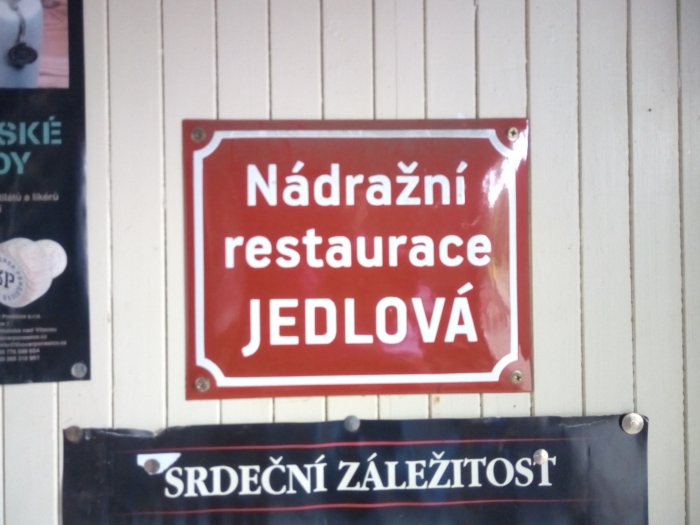 SKÉ
DY
Nádražní
restaurace
JEDLOVÁ
SRDEČNÍ ZÁLEŽITOST